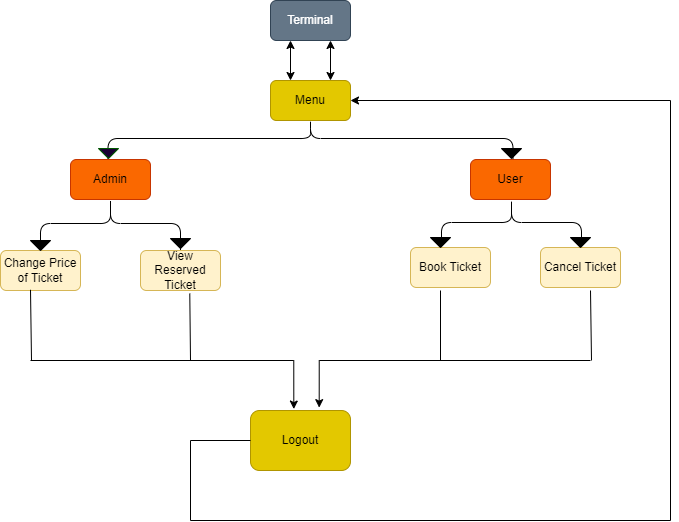 Terminal
Menu
Admin
User
Change Price
of Ticket
View
Reserved
Ticket
Book Ticket
Cancel Ticket
Logout